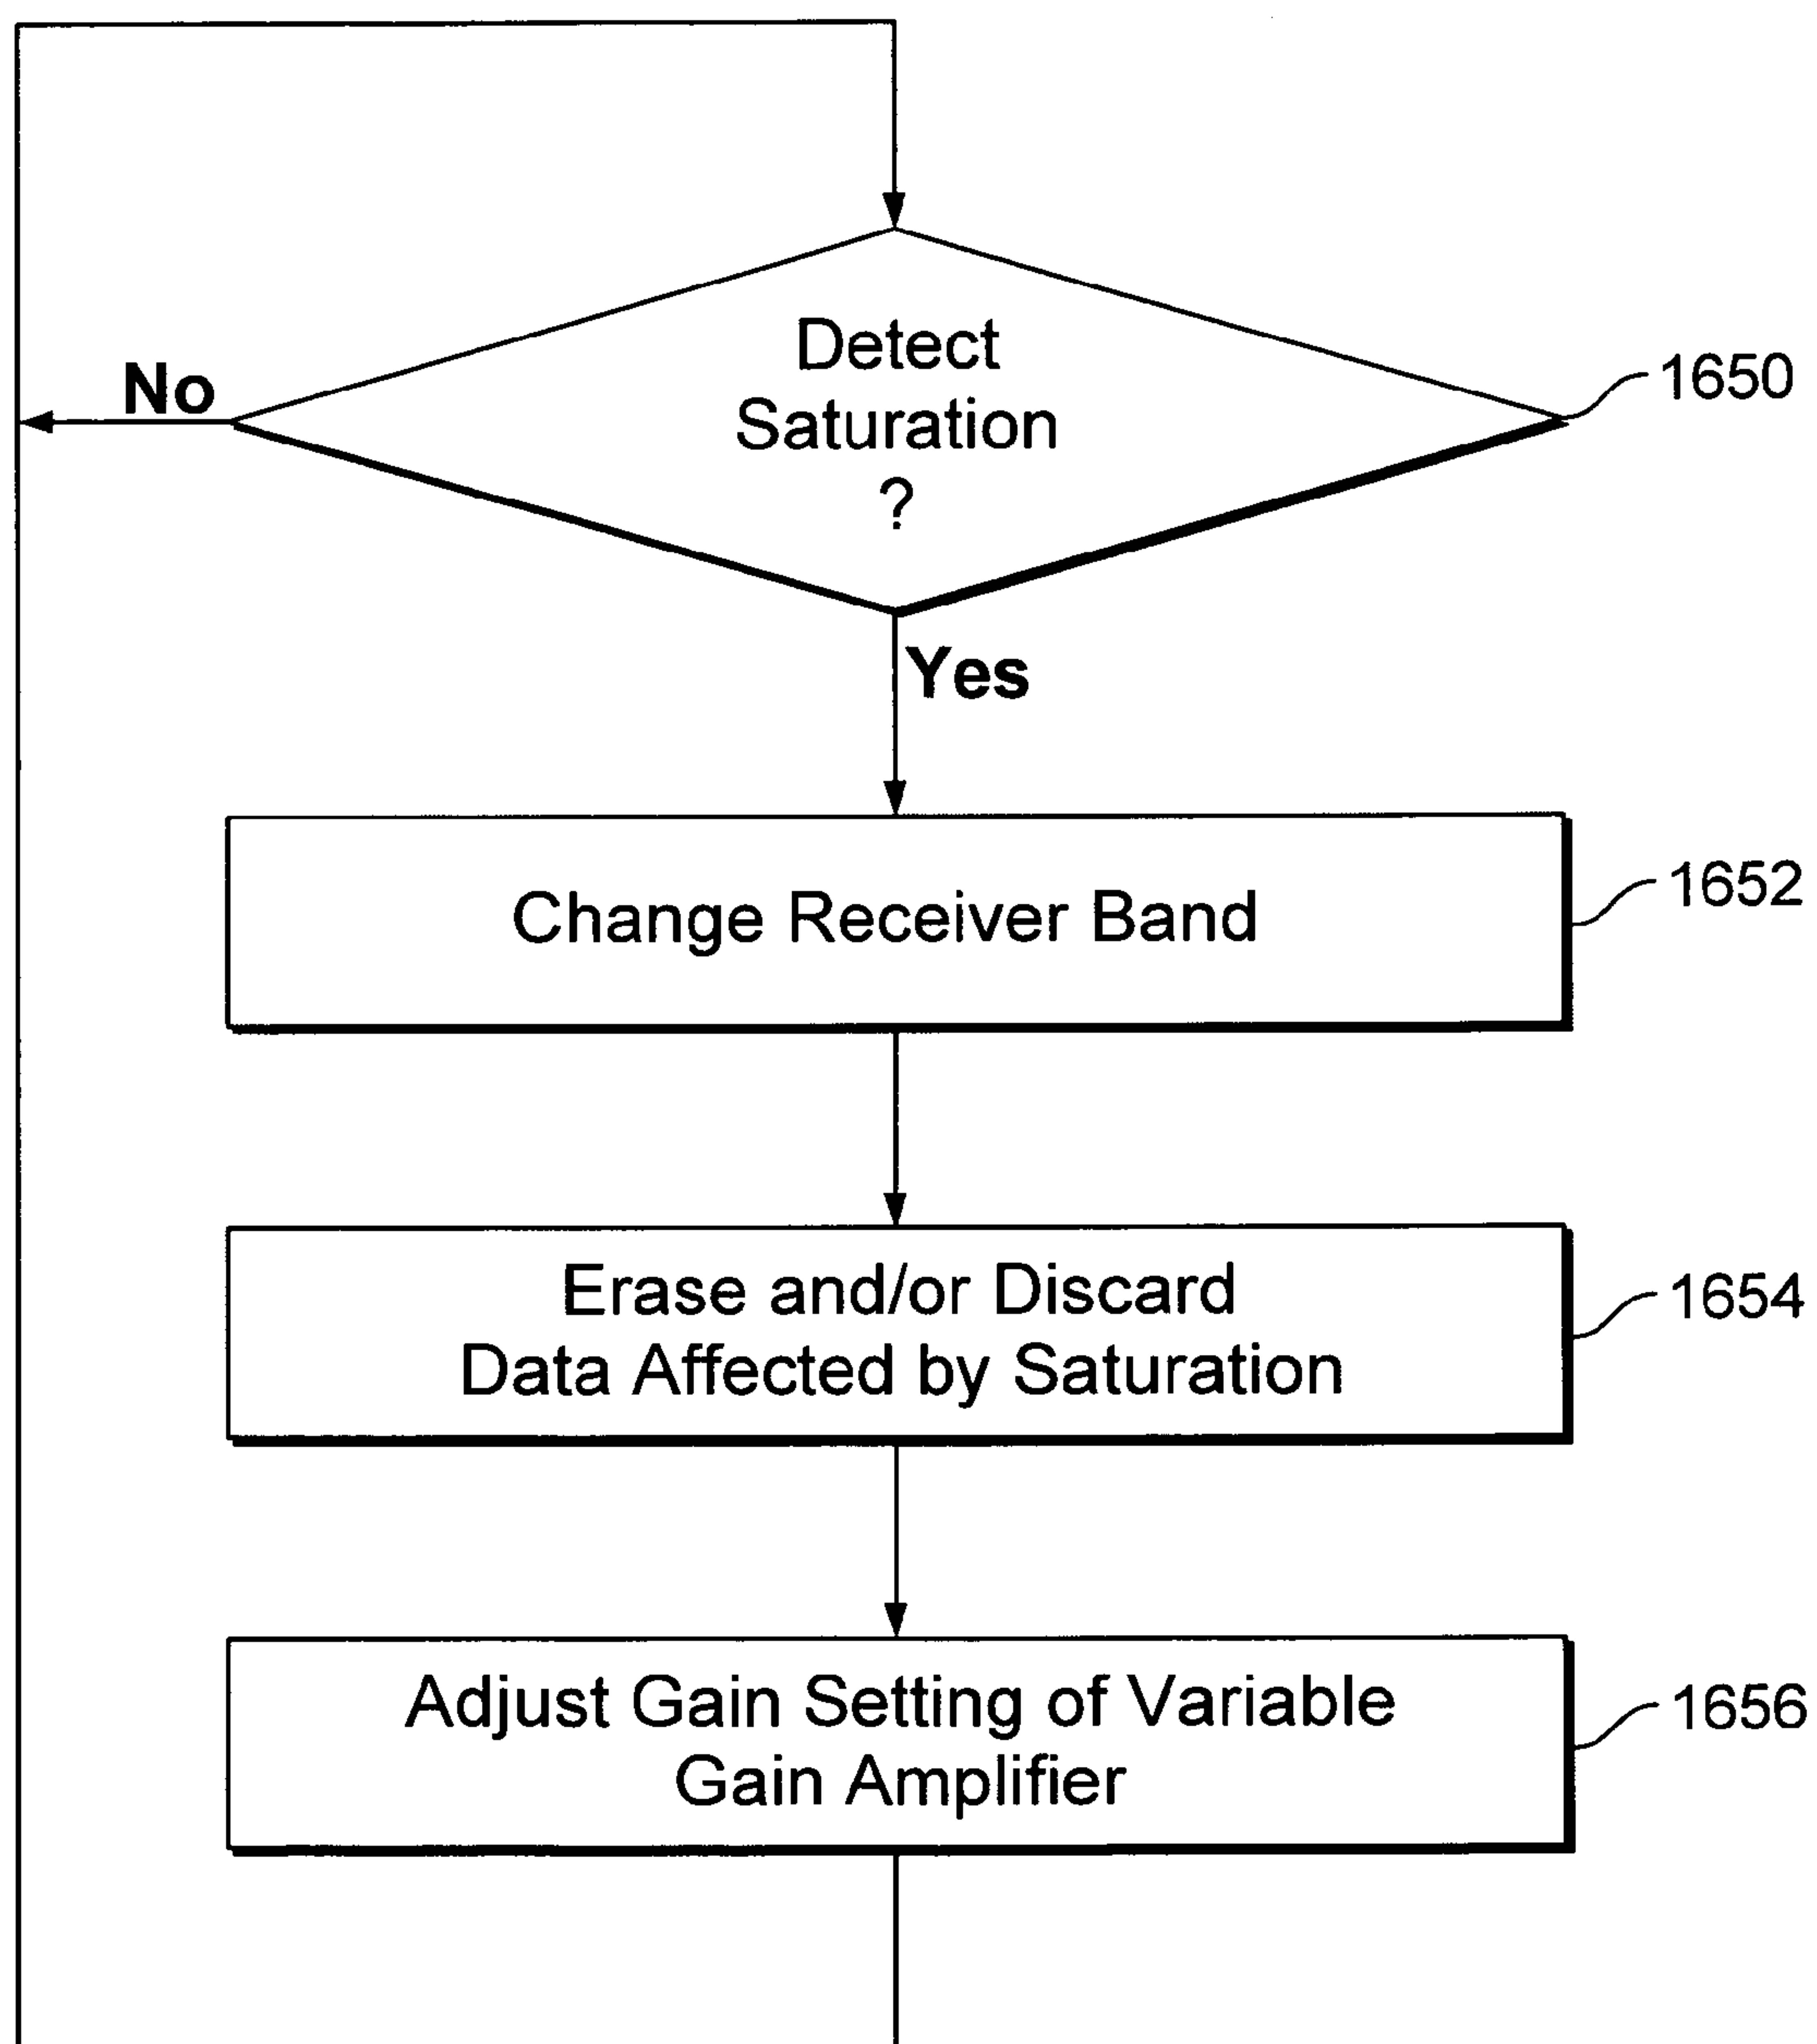 Detect
Saturation
?
No
1650
Yes
Change Receiver Band
1652
Erase and/or Discard
Data Affected by Saturation
1654
Adjust Gain Setting of Variable
Gain Amplifier
1656